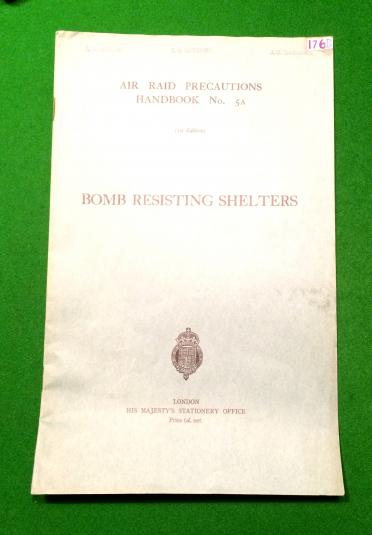 176
AIR RAID PRECAUTIONS
HANDBOOK No. 5A
(1st Edition)
BOMB RESISTING SHELTERS
LONDON
HIS MAJESTY'S STATIONERY OFFICE
Price 6d. net